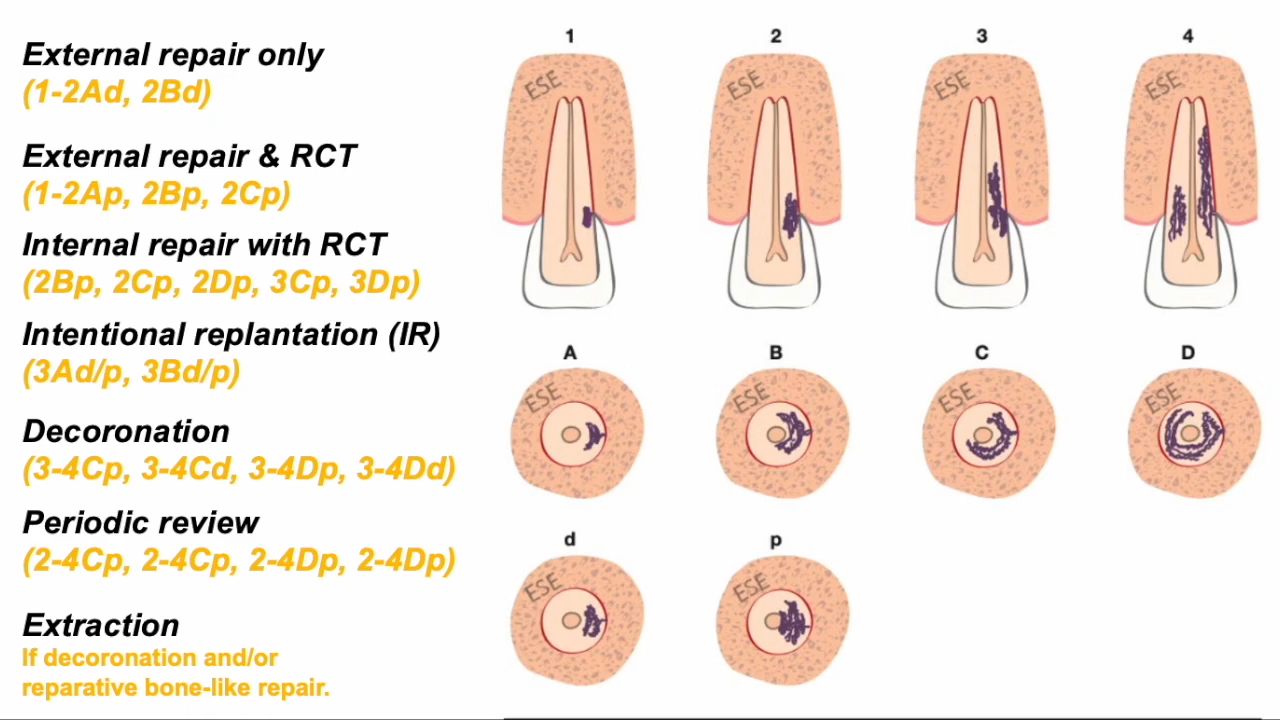 External repair only
(1-2Ad, 2Bd)
External repair & RCT
(1-2Ap, 2Bp, 2Cp)
Internal repair with RCT
(2Bp, 2Cp, 2Dp, 3Cp, 3Dp)
Intentional replantation (IR)
(3Ad/p, 3Bd/p)
Decoronation
(3-4Cp, 3-4Cd, 3-4Dp, 3-4Dd)
Periodic review
(2-4Cp, 2-4Cp, 2-4Dp, 2-4Dp)
Extraction
If decoronation and/or
reparative bone-like repair.
1 2 3 4
ESE ESE ESE ESE
A B C D
ESE ESE ESE ESE
d p
ESE ESE